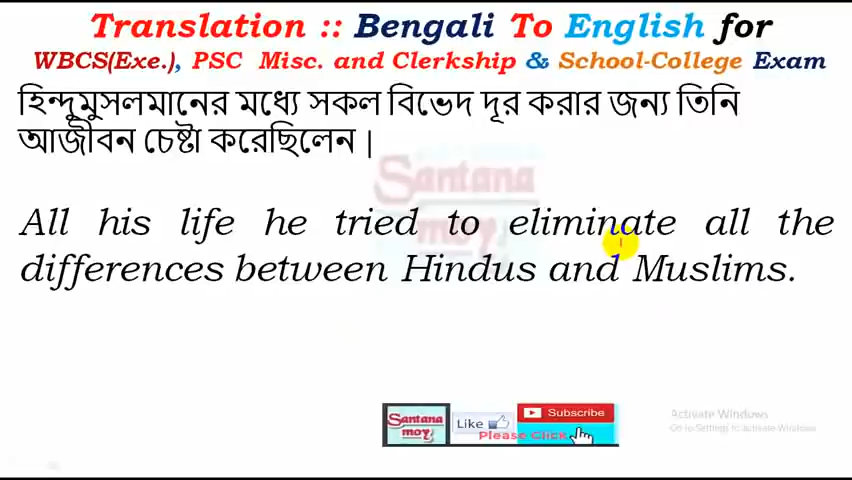 Translation :: Bengali To English for
WBCS(Exe.), PSC Misc. and Clerkship & School-College Exam
হিন্দুমুসলমানের মধ্যে সকল বিভেদ দূর করার জন্য তিনি
আজীবন চেষ্টা করেছিলেন |
Santana
moy
All his life he tried to eliminate all the
differences between Hindus and Muslims.
Santana
moy
Like
Subscribe
Please Click
Activate Windows
Go to Settings to activate Windows.